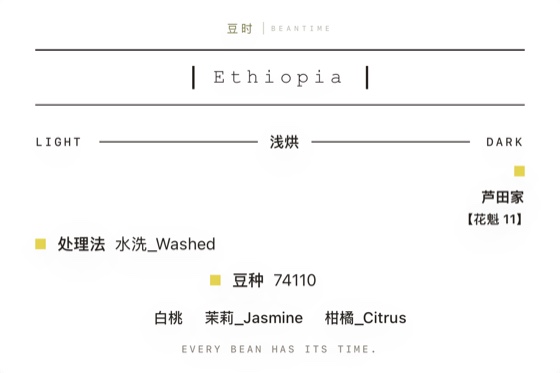 豆时 | BEANTIME
| Ethiopia |
LIGHT 浅烘 DARK
芦田家
【花魁 11】
处理法 水洗_Washed
豆种 74110
白桃 茉莉_Jasmine 柑橘_Citrus
EVERY BEAN HAS ITS TIME.